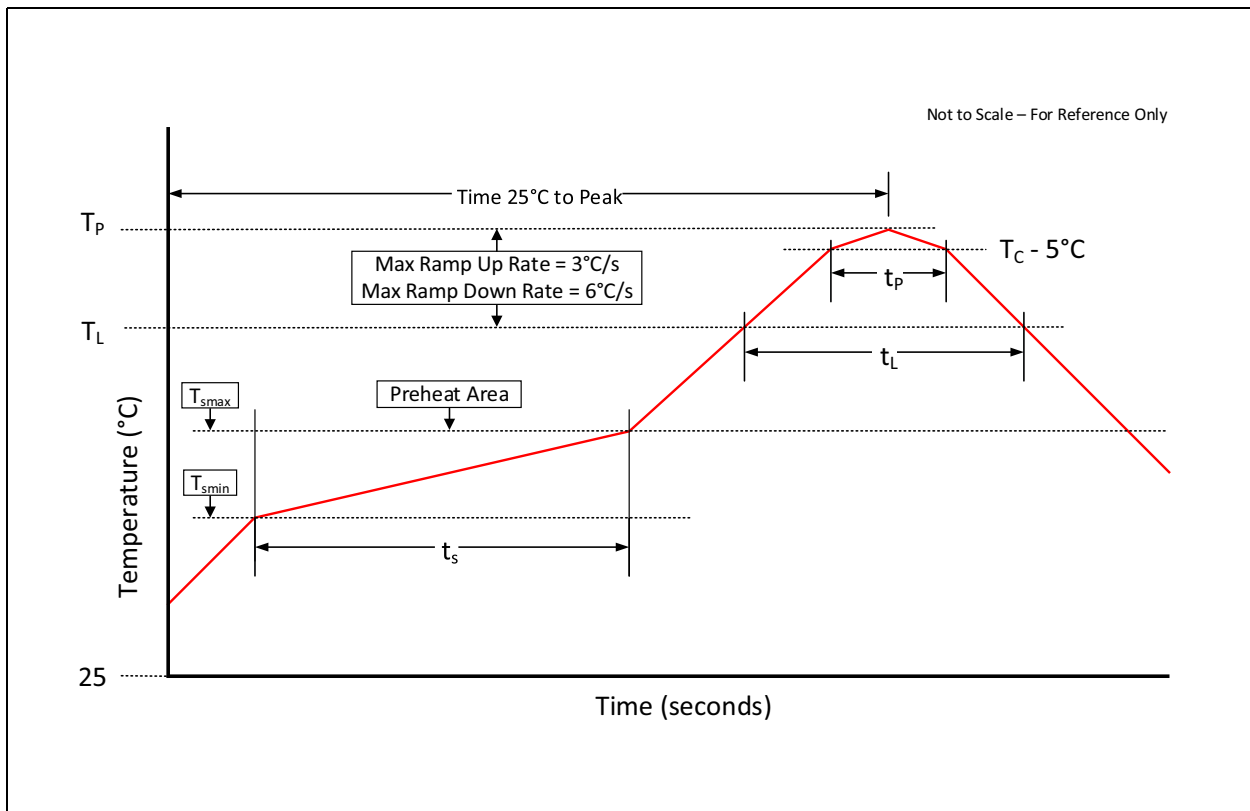 Not to Scale – For Reference Only
Time 25°C to Peak
TP
Max Ramp Up Rate = 3°C/s
Max Ramp Down Rate = 6°C/s
TC - 5°C
tP
TL
tL
Tsmax
Preheat Area
Tsmin
ts
Temperature (°C)
25
Time (seconds)